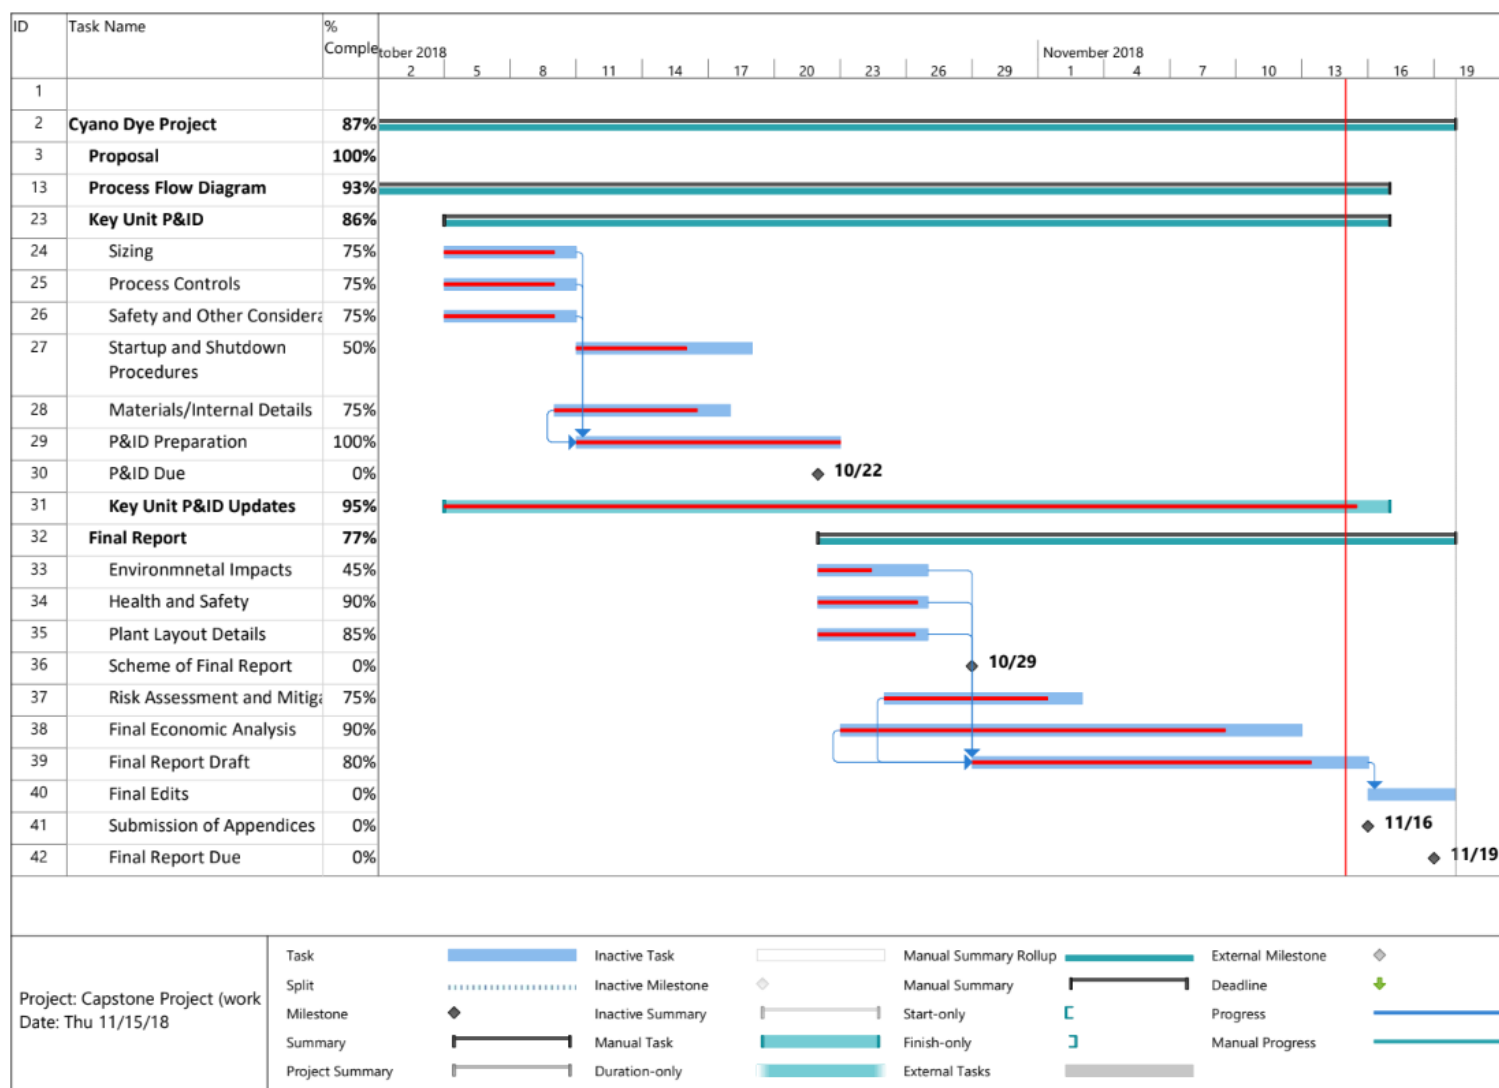 ID Task Name %
Comple
tober 2018 November 2018
2 5 8 11 14 17 20 23 26 29 1 4 7 10 13 16 19
1
2 Cyano Dye Project 87%
3 Proposal 100%
13 Process Flow Diagram 93%
23 Key Unit P&ID 86%
24 Sizing 75%
25 Process Controls 75%
26 Safety and Other Considera 75%
27 Startup and Shutdown 50%
Procedures
28 Materials/Internal Details 75%
29 P&ID Preparation 100%
30 P&ID Due 0% 10/22
31 Key Unit P&ID Updates 95%
32 Final Report 77%
33 Environmnetal Impacts 45%
34 Health and Safety 90%
35 Plant Layout Details 85%
36 Scheme of Final Report 0% 10/29
37 Risk Assessment and Mitiga 75%
38 Final Economic Analysis 90%
39 Final Report Draft 80%
40 Final Edits 0%
41 Submission of Appendices 0% 11/16
42 Final Report Due 0% 11/19
Project: Capstone Project (work
Date: Thu 11/15/18
Task Inactive Task Manual Summary Rollup External Milestone
Split Inactive Milestone Manual Summary Deadline
Milestone Inactive Summary Start-only Progress
Summary Manual Task Finish-only Manual Progress
Project Summary Duration-only External Tasks